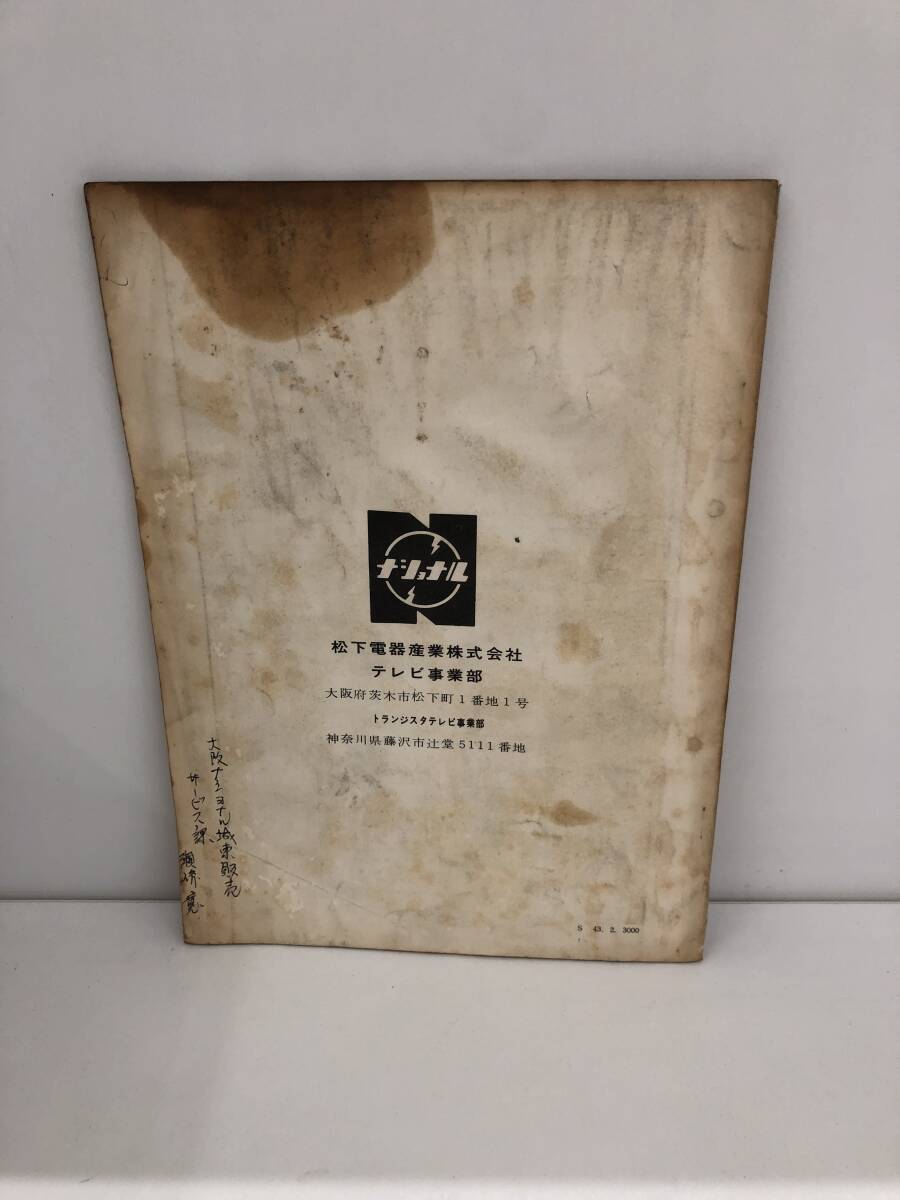 ナショナル
松下電器産業株式会社
テレビ事業部
大阪府茨木市松下町1番地1号
トランジスタテレビ事業部
神奈川県藤沢市辻堂5111番地
大阪ナショナル城東販売
サービス課
S 43. 2. 3000